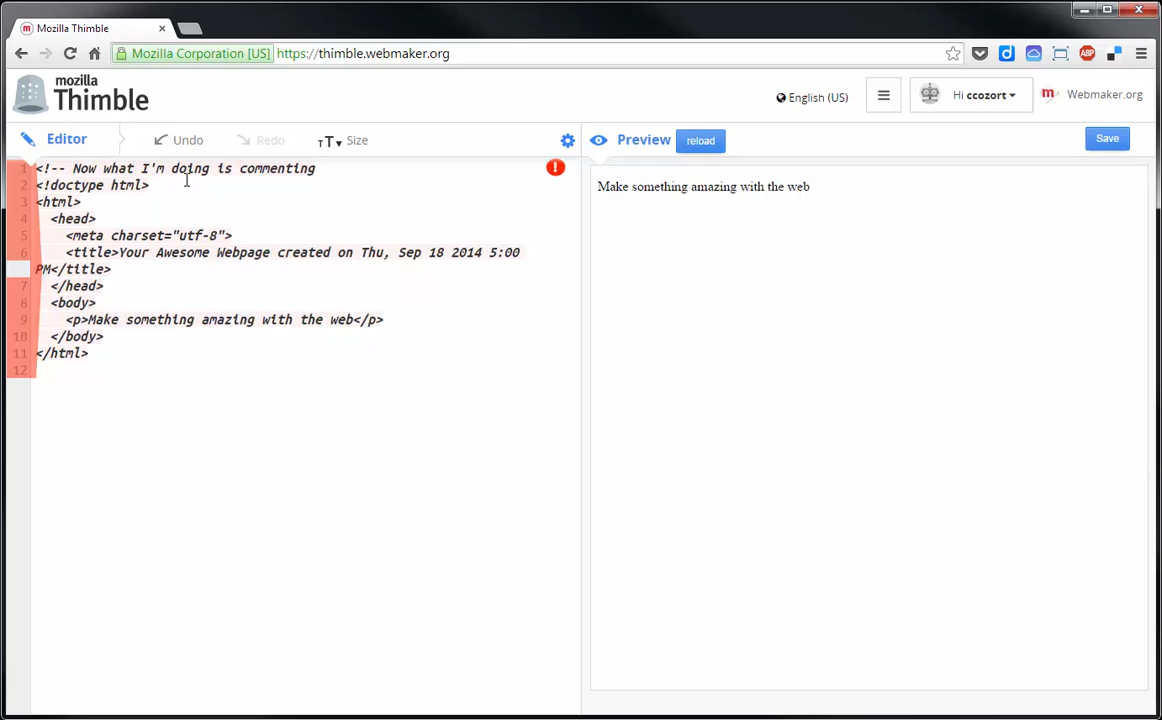 Mozilla Thimble
Mozilla Corporation [US] https://thimble.webmaker.org
ABP
mozilla
Thimble
English (US)
Hi ccozort
m Webmaker.org
Editor
Undo
Redo
TT Size
Preview
reload
Save
1 <!-- Now what I'm doing is commenting
2 <!doctype html>
3 <html>
4 <head>
5 <meta charset="utf-8">
6 <title>Your Awesome Webpage created on Thu, Sep 18 2014 5:00
PM</title>
7 </head>
8 <body>
9 <p>Make something amazing with the web</p>
10 </body>
11 </html>
12
Make something amazing with the web